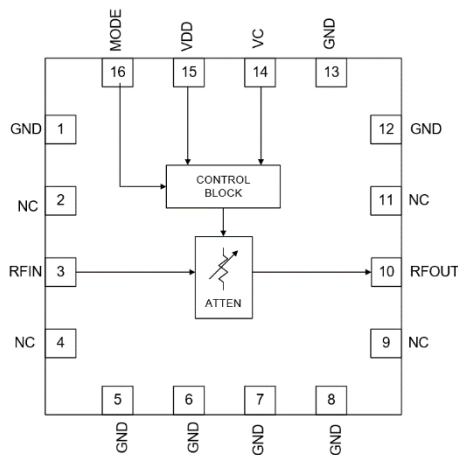 MODE
VDD
VC
GND
16
15
14
13
GND 1
12 GND
NC 2
11 NC
CONTROL
BLOCK
RFIN 3
10 RFOUT
ATTEN
NC 4
9 NC
5
6
7
8
GND
GND
GND
GND